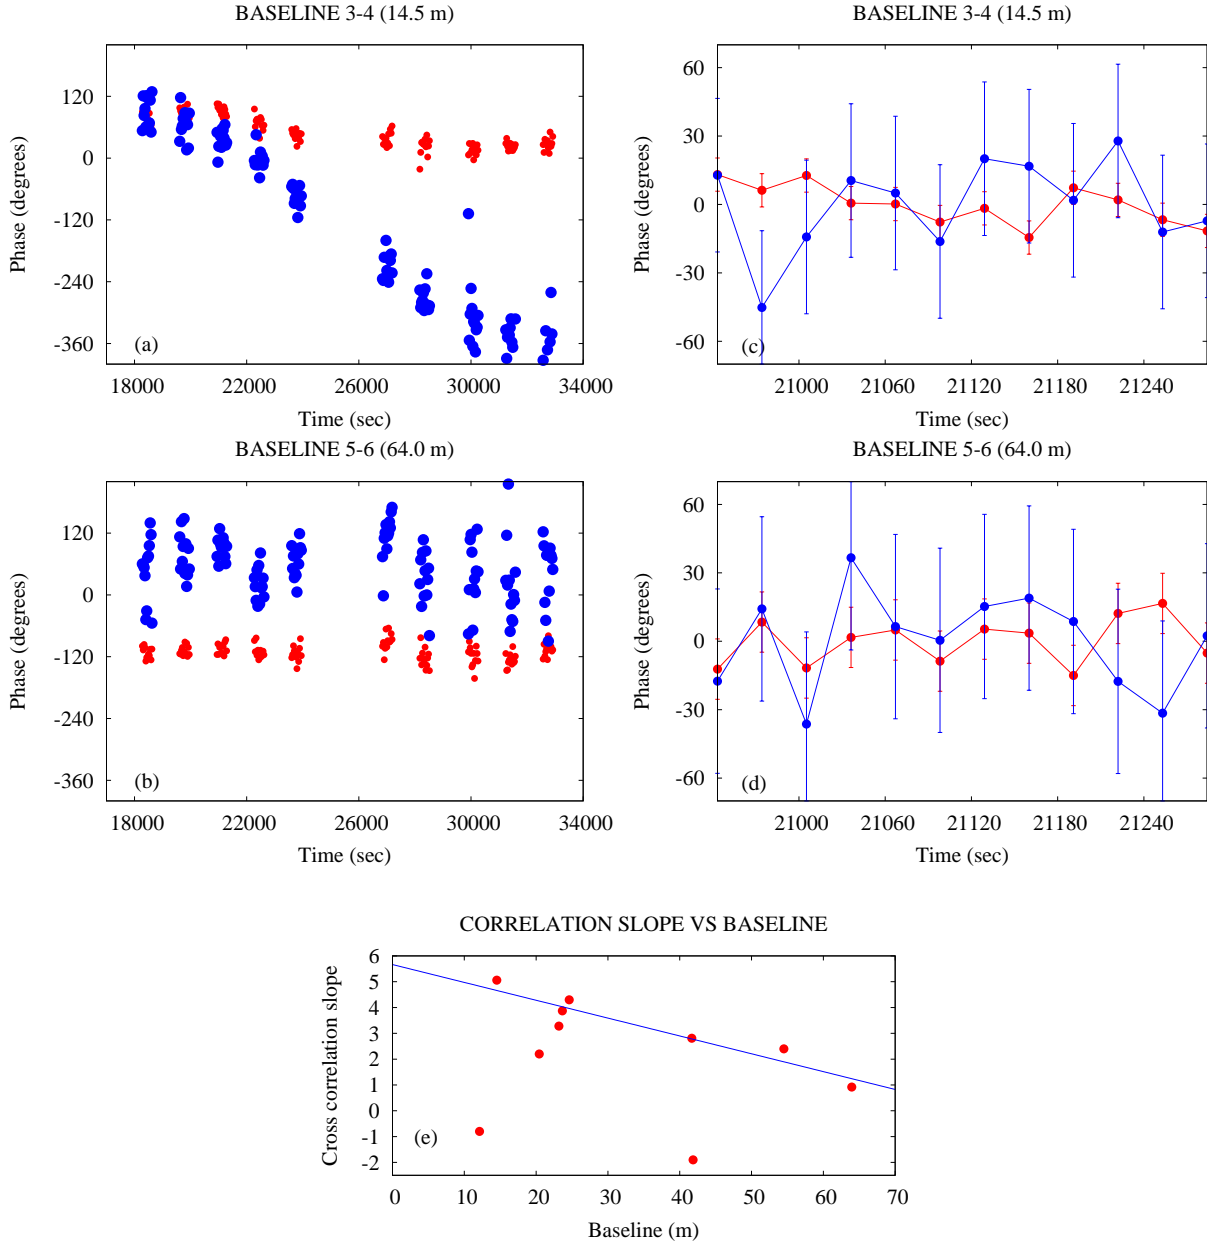 BASELINE 3-4 (14.5 m)
Phase (degrees)
120
0
-120
-240
-360
(a)
18000 22000 26000 30000 34000
Time (sec)
BASELINE 3-4 (14.5 m)
Phase (degrees)
60
30
0
-30
-60
(c)
21000 21060 21120 21180 21240
Time (sec)
BASELINE 5-6 (64.0 m)
Phase (degrees)
120
0
-120
-240
-360
(b)
18000 22000 26000 30000 34000
Time (sec)
BASELINE 5-6 (64.0 m)
Phase (degrees)
60
30
0
-30
-60
(d)
21000 21060 21120 21180 21240
Time (sec)
CORRELATION SLOPE VS BASELINE
Cross correlation slope
6
5
4
3
2
1
0
-1
-2
(e)
0 10 20 30 40 50 60 70
Baseline (m)